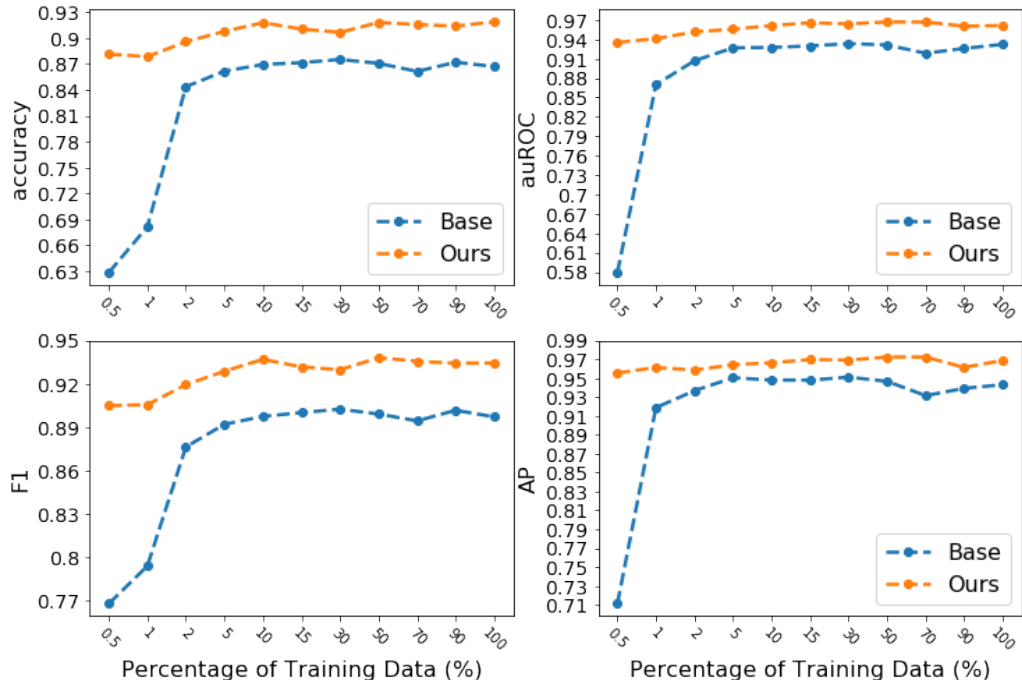 0.93
0.9
0.87
0.84
0.81
0.78
0.75
0.72
0.69
0.66
0.63
accuracy
Base
Ours
0.5 1 2 5 10 15 30 50 70 90 100
0.97
0.94
0.91
0.88
0.85
0.82
0.79
0.76
0.73
0.7
0.67
0.64
0.61
0.58
auROC
Base
Ours
0.5 1 2 5 10 15 30 50 70 90 100
0.95
0.92
0.89
0.86
0.83
0.8
0.77
F1
0.5 1 2 5 10 15 30 50 70 90 100
Percentage of Training Data (%)
0.99
0.97
0.95
0.93
0.91
0.89
0.87
0.85
0.83
0.81
0.79
0.77
0.75
0.73
0.71
AP
Base
Ours
0.5 1 2 5 10 15 30 50 70 90 100
Percentage of Training Data (%)